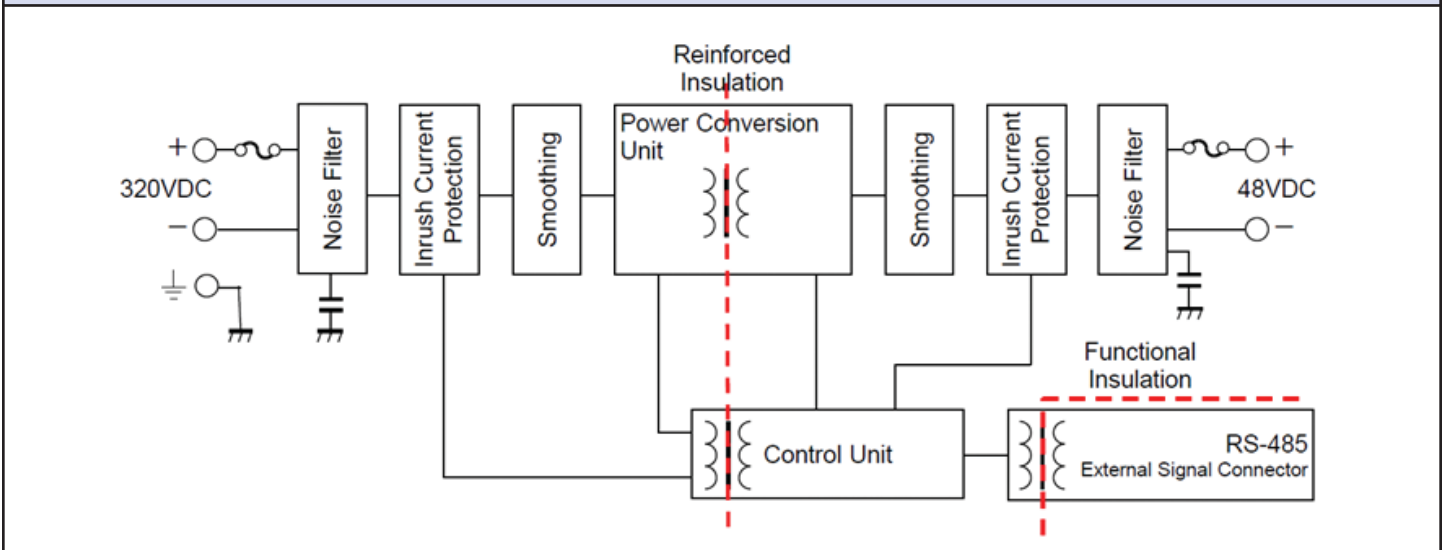 Reinforced
Insulation
+
320VDC
−
Noise Filter
Inrush Current
Protection
Smoothing
Power Conversion
Unit
Smoothing
Inrush Current
Protection
Noise Filter
+
48VDC
−
Functional
Insulation
Control Unit
RS-485
External Signal Connector